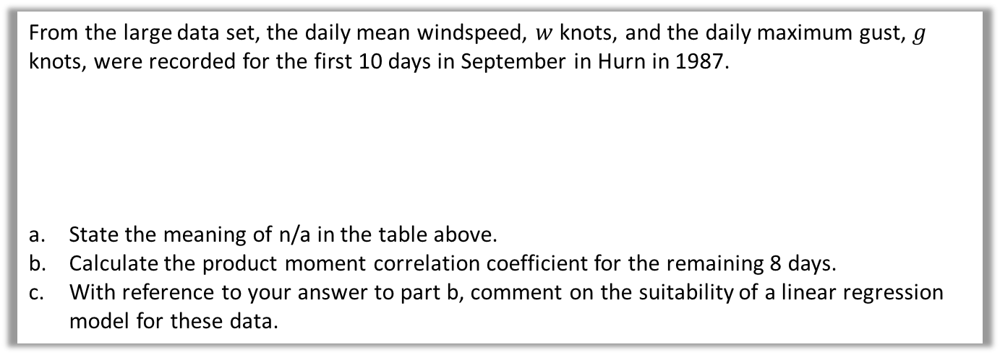 From the large data set, the daily mean windspeed, w knots, and the daily maximum gust, g
knots, were recorded for the first 10 days in September in Hurn in 1987.
a. State the meaning of n/a in the table above.
b. Calculate the product moment correlation coefficient for the remaining 8 days.
c. With reference to your answer to part b, comment on the suitability of a linear regression
model for these data.